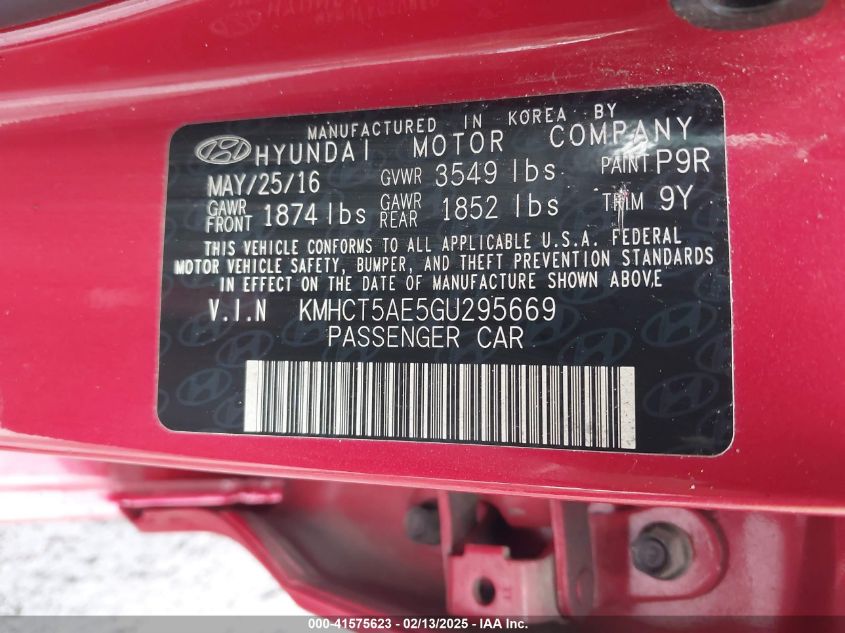 MANUFACTURED IN KOREA BY
HYUNDAI MOTOR COMPANY
MAY/25/16 GVWR 3549 lbs PAINT P9R
GAWR FRONT 1874 lbs GAWR REAR 1852 lbs TRIM 9Y
THIS VEHICLE CONFORMS TO ALL APPLICABLE U.S.A. FEDERAL
MOTOR VEHICLE SAFETY, BUMPER, AND THEFT PREVENTION STANDARDS
IN EFFECT ON THE DATE OF MANUFACTURE SHOWN ABOVE
V.I.N KMHCT5AE5GU295669
PASSENGER CAR
000-41575623 - 02/13/2025 - IAA Inc.